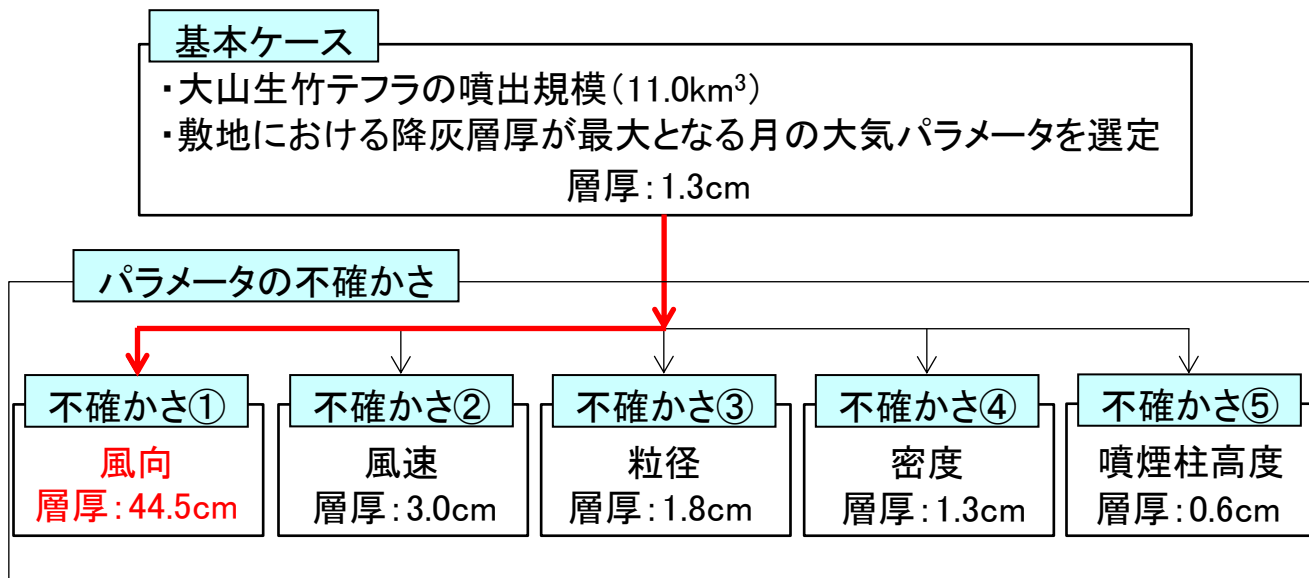 基本ケース
・大山生竹テフラの噴出規模（11.0km³）
・敷地における降灰層厚が最大となる月の大気パラメータを選定
層厚：1.3cm
パラメータの不確かさ
不確かさ①
風向
層厚：44.5cm
不確かさ②
風速
層厚：3.0cm
不確かさ③
粒径
層厚：1.8cm
不確かさ④
密度
層厚：1.3cm
不確かさ⑤
噴煙柱高度
層厚：0.6cm